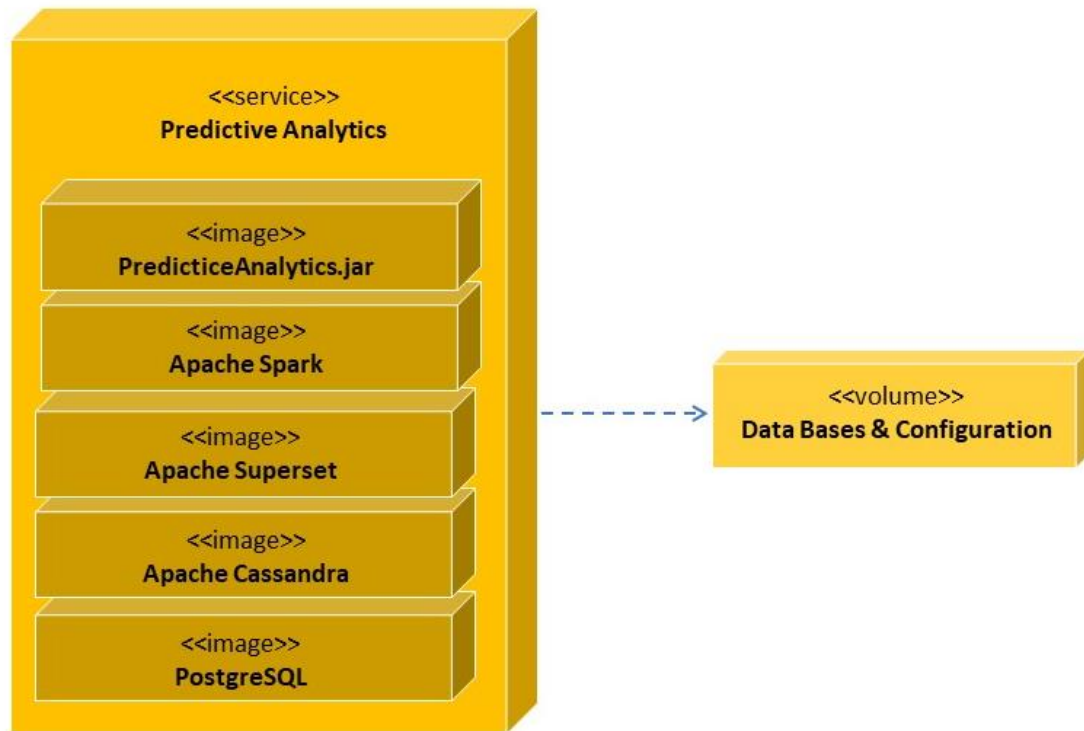 <<service>>
Predictive Analytics
<<image>>
PredicticeAnalytics.jar
<<image>>
Apache Spark
<<image>>
Apache Superset
<<image>>
Apache Cassandra
<<image>>
PostgreSQL
<<volume>>
Data Bases & Configuration